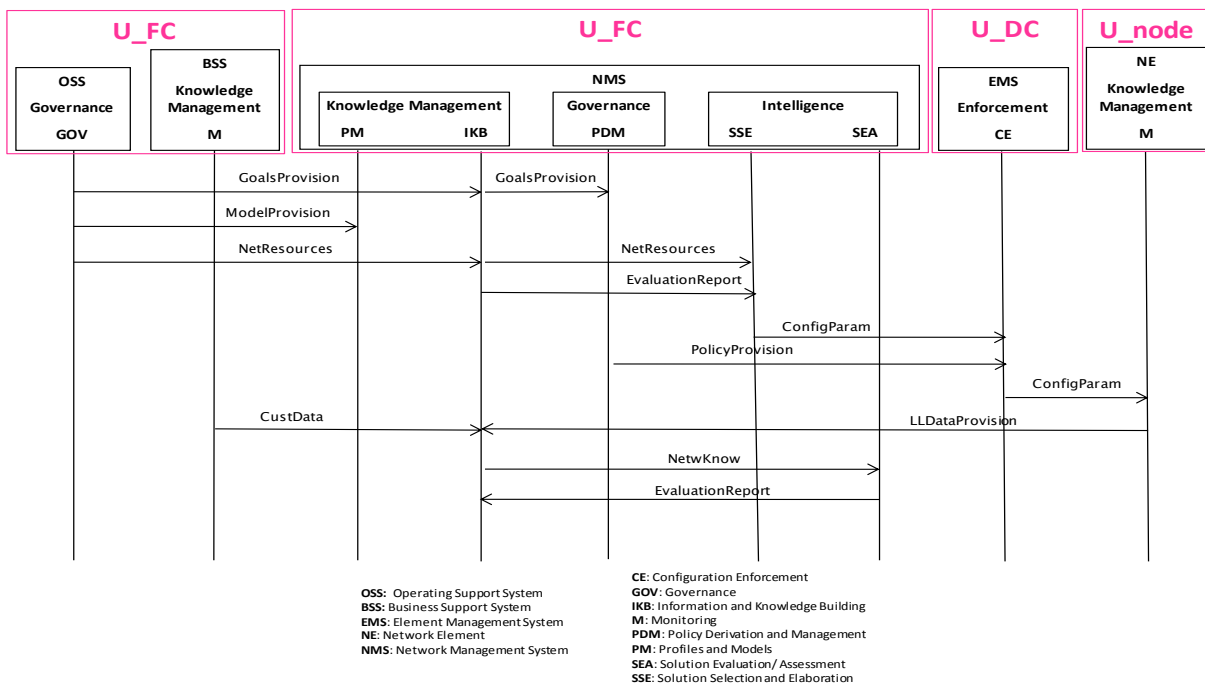 U_FC
U_FC
U_DC
U_node
OSS
Governance
GOV
BSS
Knowledge
Management
M
NMS
Knowledge Management
PM IKB
Governance
PDM
Intelligence
SSE SEA
EMS
Enforcement
CE
NE
Knowledge
Management
M
GoalsProvision
GoalsProvision
ModelProvision
NetResources
NetResources
EvaluationReport
ConfigParam
PolicyProvision
ConfigParam
CustData
LLDataProvision
NetwKnow
EvaluationReport
OSS: Operating Support System
BSS: Business Support System
EMS: Element Management System
NE: Network Element
NMS: Network Management System
CE: Configuration Enforcement
GOV: Governance
IKB: Information and Knowledge Building
M: Monitoring
PDM: Policy Derivation and Management
PM: Profiles and Models
SEA: Solution Evaluation/ Assessment
SSE: Solution Selection and Elaboration